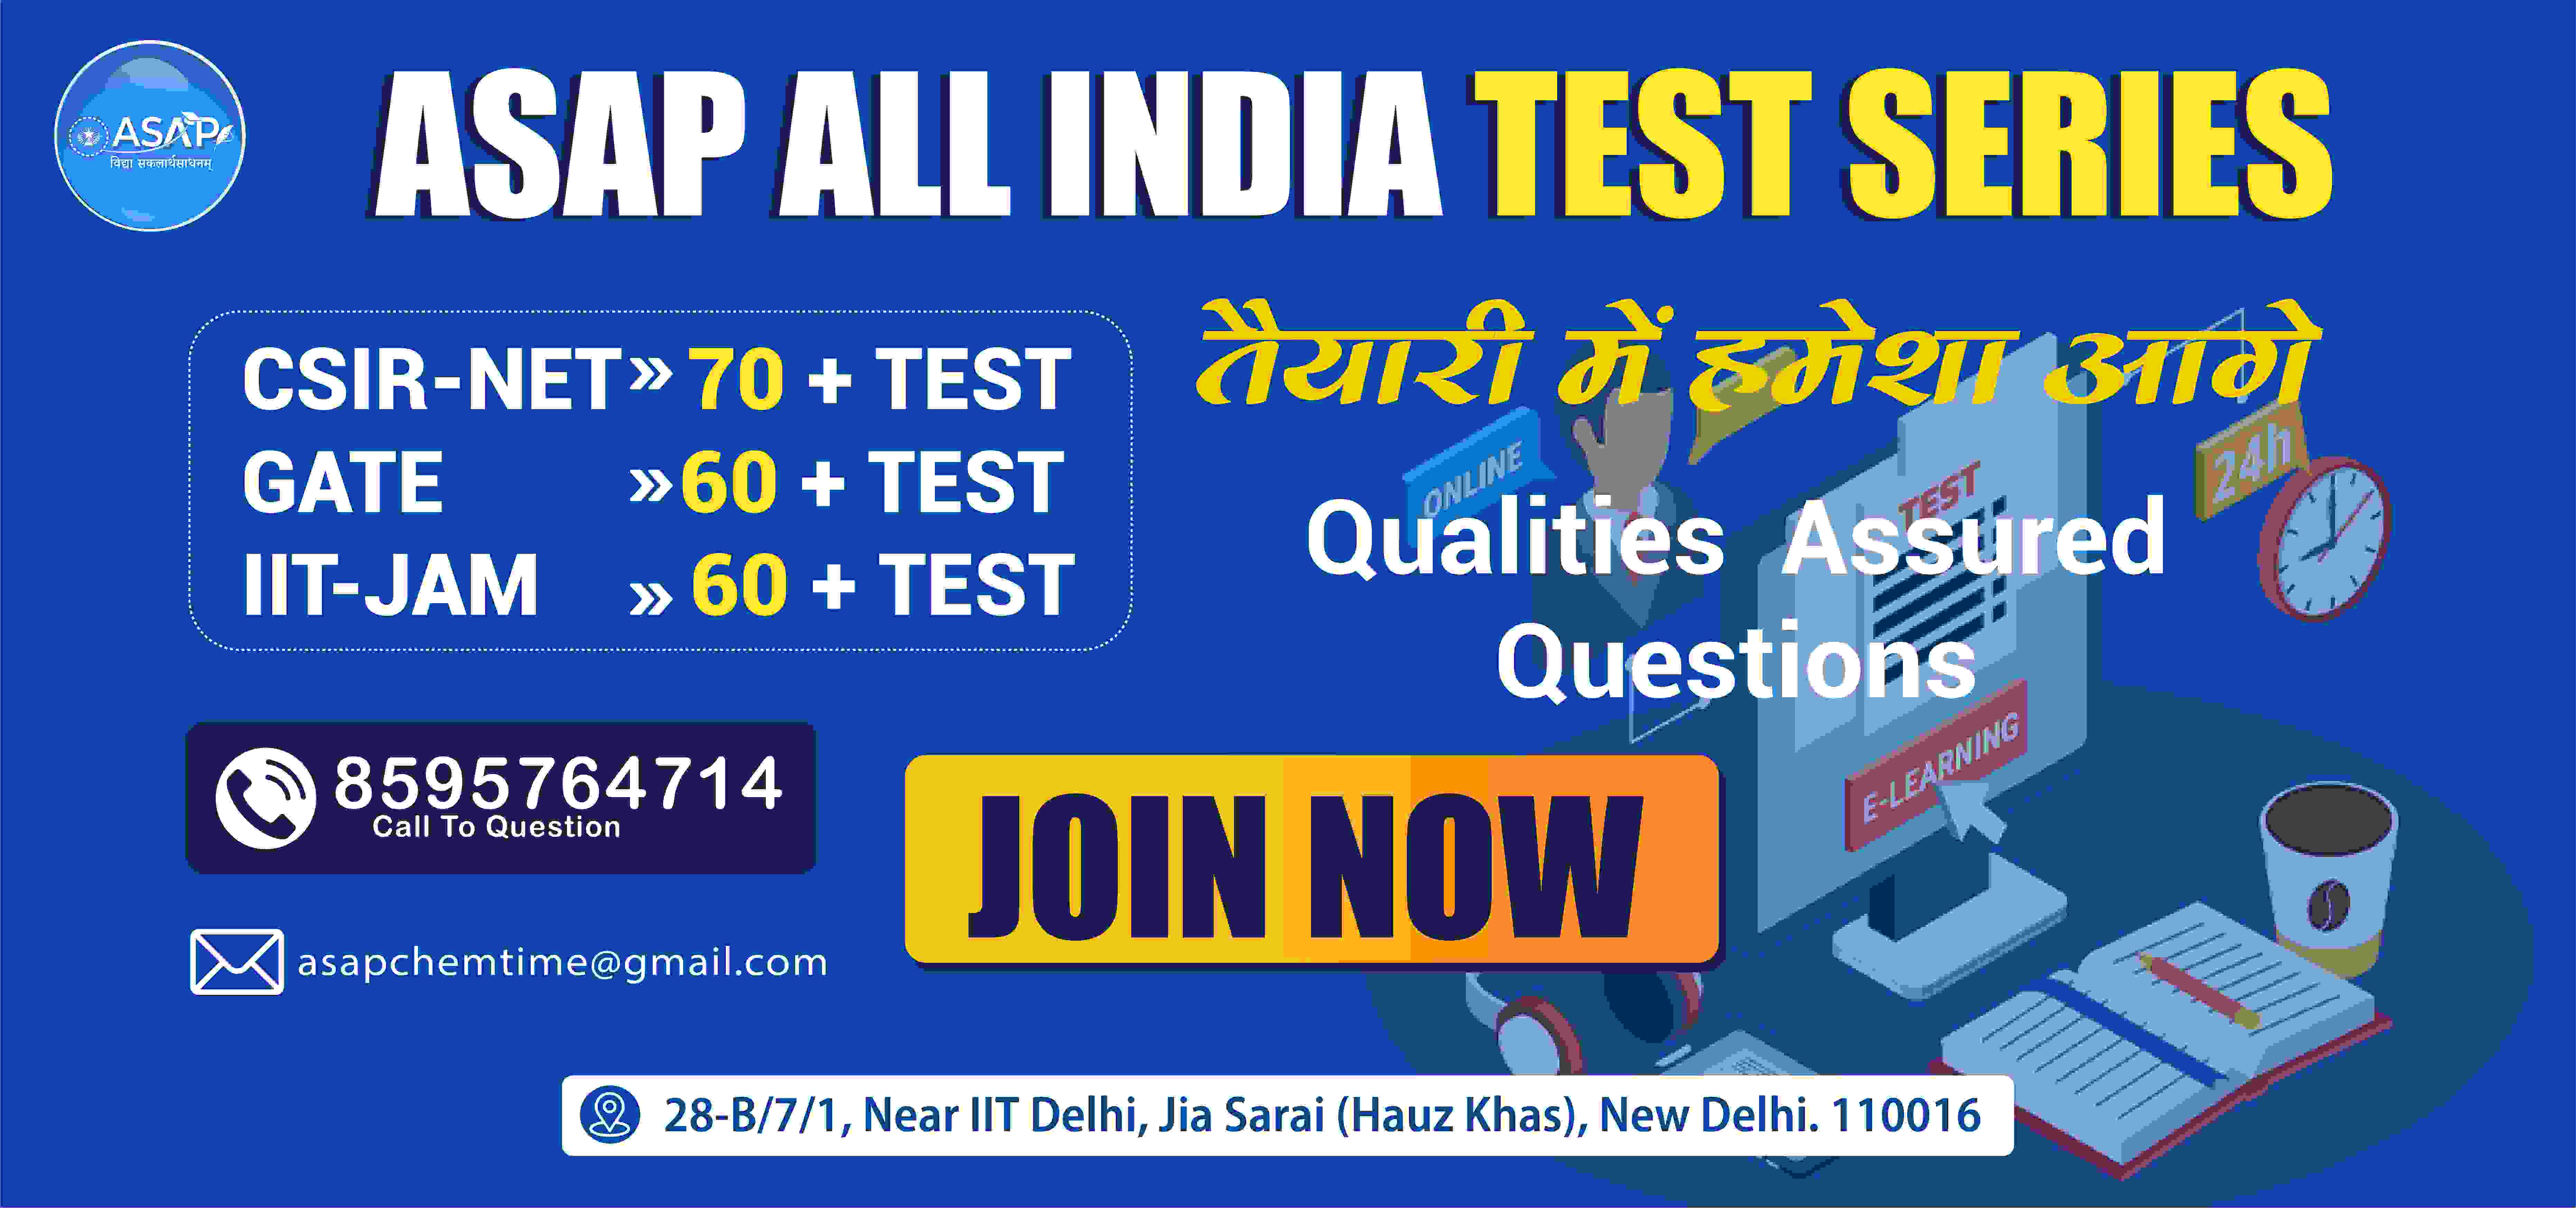 ASAP
विद्या सकलार्थसाधनम्
ASAP ALL INDIA TEST SERIES
CSIR-NET » 70 + TEST
GATE » 60 + TEST
IIT-JAM » 60 + TEST
तैयारी में हमेशा आगे
ONLINE
24h
TEST
Qualities Assured
Questions
E-LEARNING
8595764714
Call To Question
JOIN NOW
asapchemtime@gmail.com
28-B/7/1, Near IIT Delhi, Jia Sarai (Hauz Khas), New Delhi. 110016